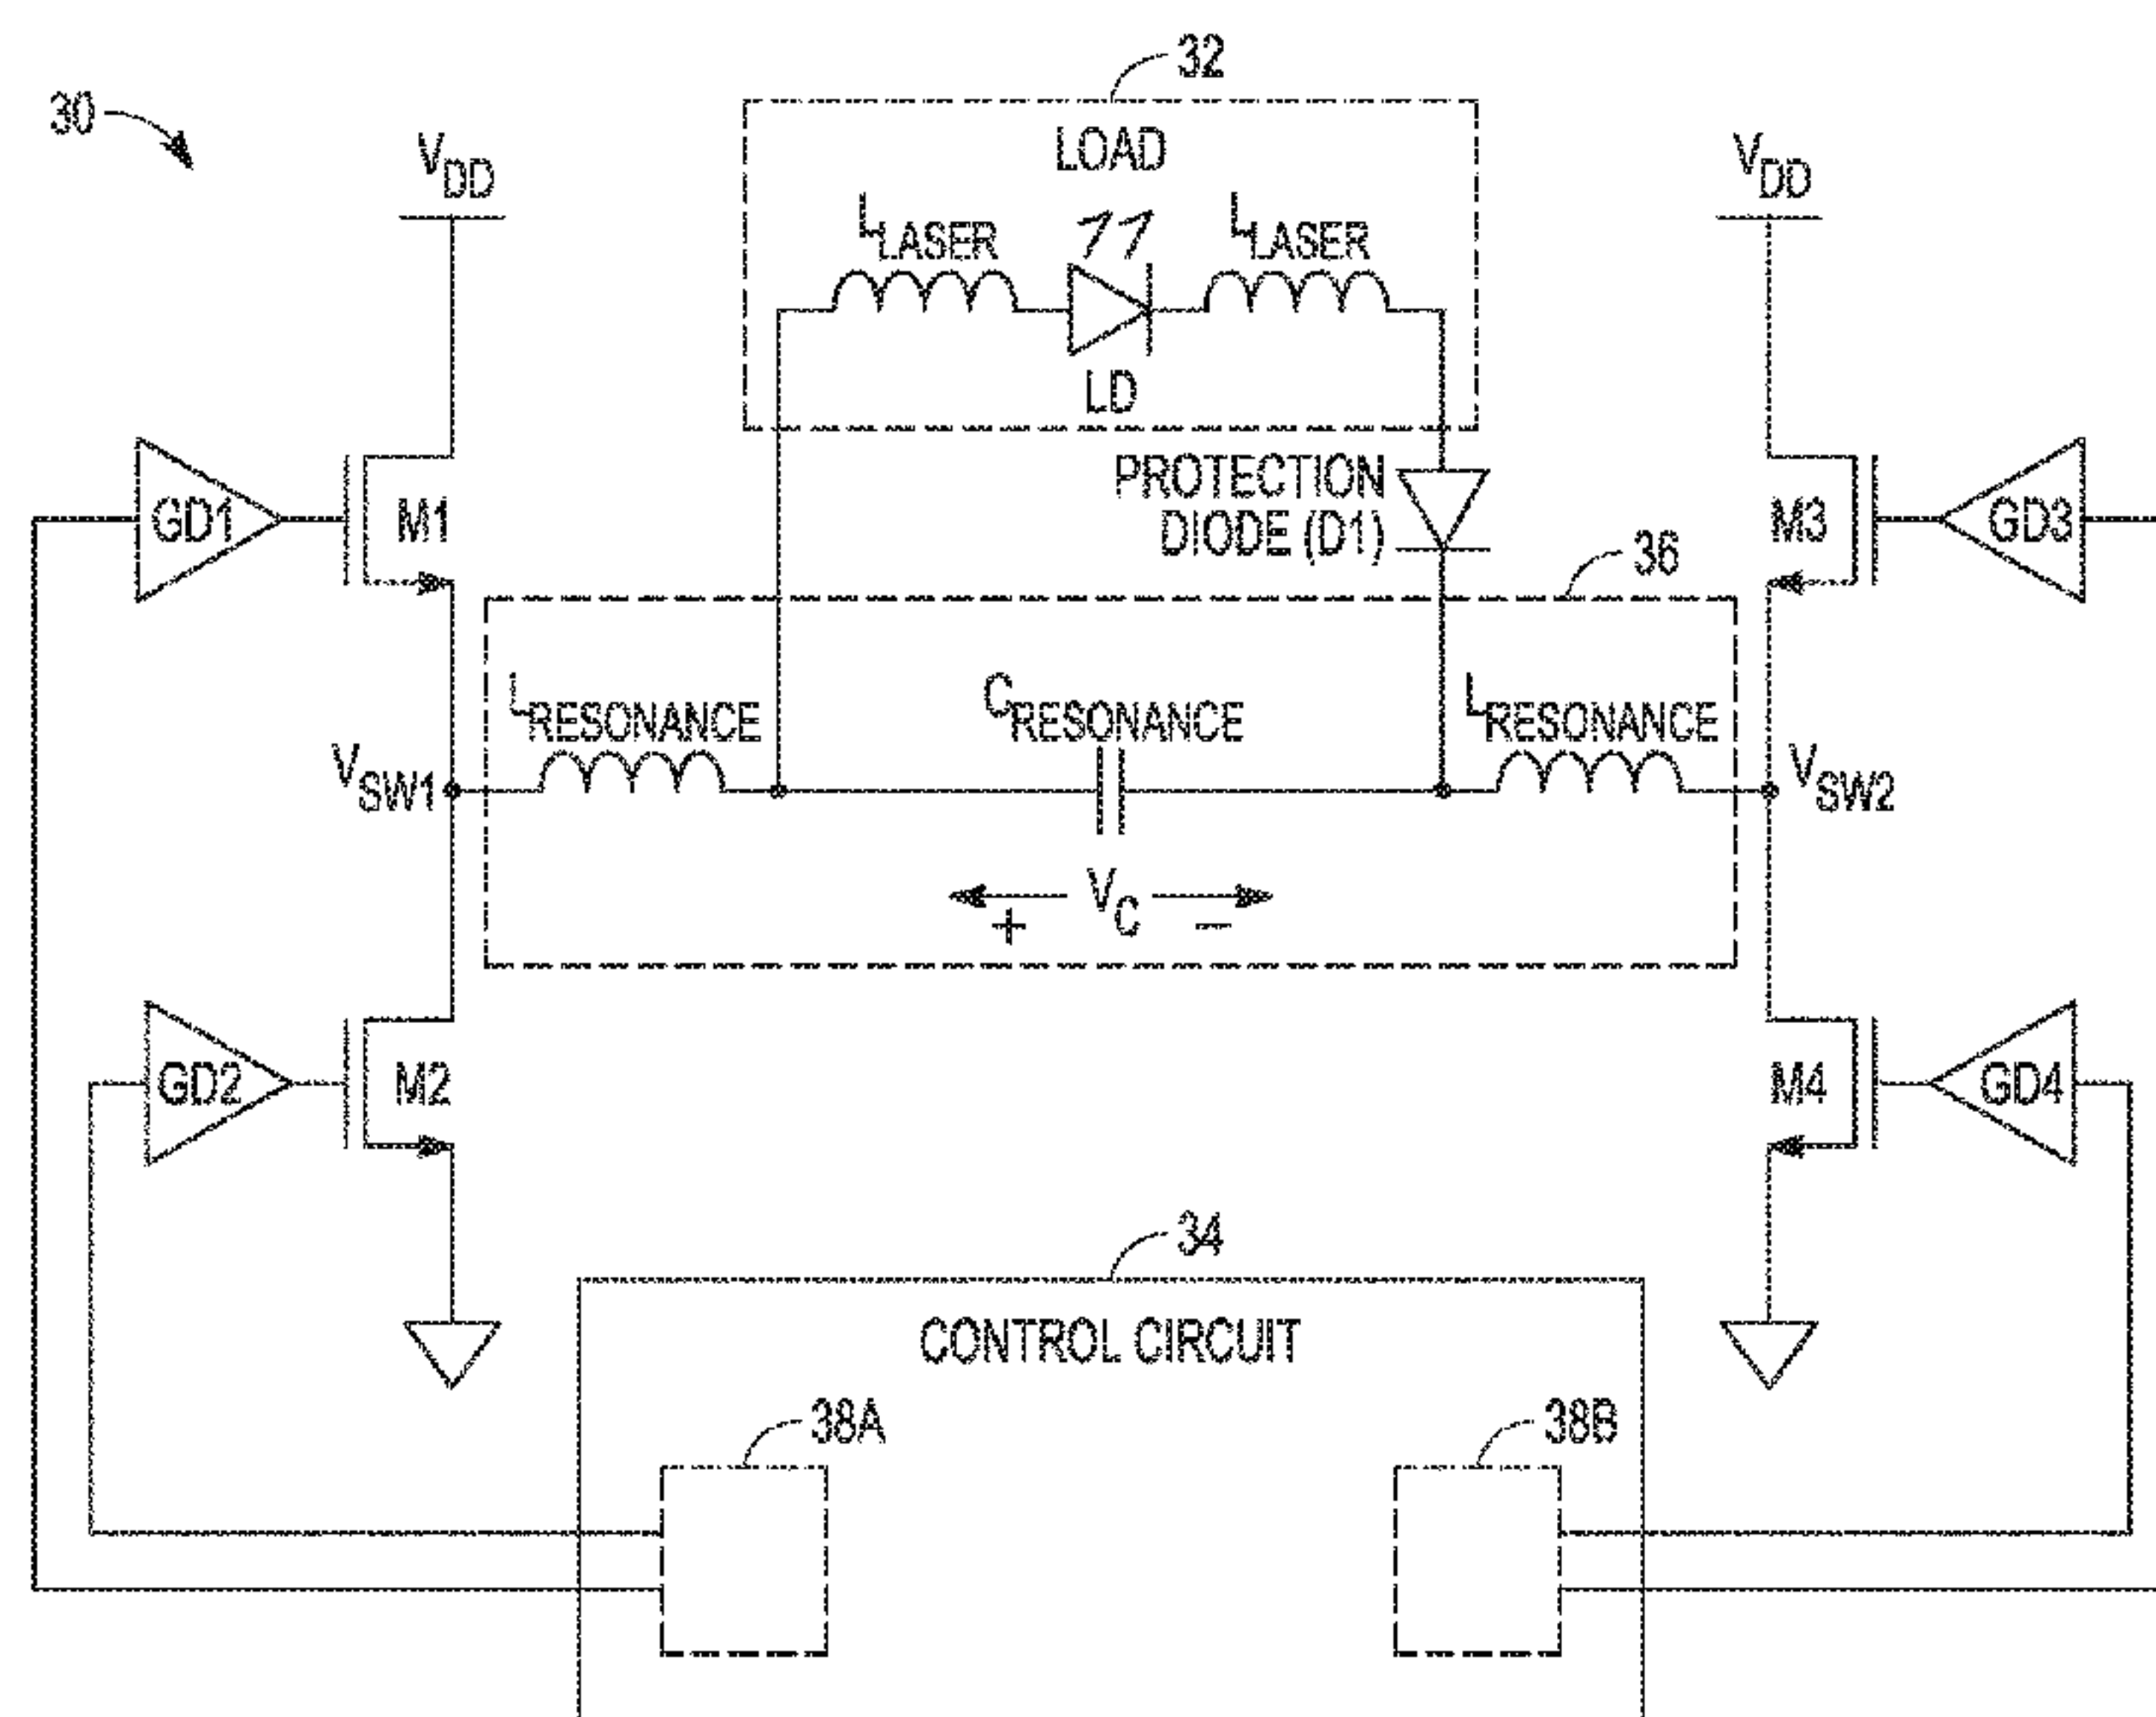 30
32
LOAD
VDD
VDD
LLASER
LLASER
LD
GD1
M1
PROTECTION
DIODE (D1)
M3
GD3
36
LRESONANCE
CRESONANCE
LRESONANCE
VSW1
VSW2
VC
+ −
GD2
M2
M4
GD4
34
CONTROL CIRCUIT
38A
38B